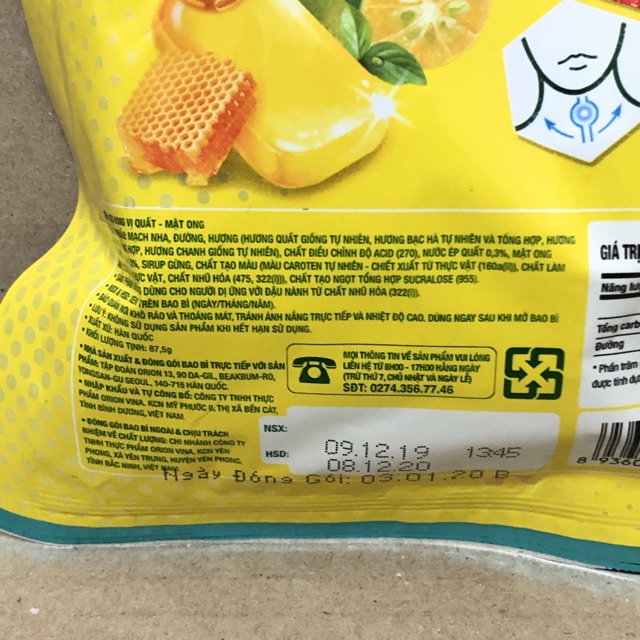 VỊ QUẤT - MẬT ONG
MẠCH NHA, ĐƯỜNG, HƯƠNG (HƯƠNG QUẤT GIỐNG TỰ NHIÊN, HƯƠNG BẠC HÀ TỰ NHIÊN VÀ TỔNG HỢP, HƯƠNG
HỢP, HƯƠNG CHANH GIỐNG TỰ NHIÊN), CHẤT ĐIỀU CHỈNH ĐỘ ACID (270), NƯỚC ÉP QUẤT 0,3%, MẬT ONG
SIRUP GỪNG, CHẤT TẠO MÀU (MÀU CAROTEN TỰ NHIÊN - CHIẾT XUẤT TỪ THỰC VẬT (160a(i)), CHẤT LÀM
THỰC VẬT, CHẤT NHŨ HÓA (475, 322(i)), CHẤT TẠO NGỌT TỔNG HỢP SUCRALOSE (955).
DÙNG CHO NGƯỜI DỊ ỨNG VỚI ĐẬU NÀNH TỪ CHẤT NHŨ HÓA (322(i)).
TRÊN BAO BÌ (NGÀY/THÁNG/NĂM).
• BẢO QUẢN NƠI KHÔ RÁO VÀ THOÁNG MÁT, TRÁNH ÁNH NẮNG TRỰC TIẾP VÀ NHIỆT ĐỘ CAO. DÙNG NGAY SAU KHI MỞ BAO BÌ
• LƯU Ý: KHÔNG SỬ DỤNG SẢN PHẨM KHI HẾT HẠN SỬ DỤNG.
• XUẤT XỨ: HÀN QUỐC
• KHỐI LƯỢNG TỊNH: 87,5g
• NHÀ SẢN XUẤT & ĐÓNG GÓI BAO BÌ TRỰC TIẾP VỚI SẢN
PHẨM: TẬP ĐOÀN ORION 13, 90 DA-GIL, BEAKBUM-RO,
YONGSAN-GU SEOUL, 140-715 HÀN QUỐC.
• NHẬP KHẨU VÀ TỰ CÔNG BỐ: CÔNG TY TNHH THỰC
PHẨM ORION VINA, KCN MỸ PHƯỚC II, THỊ XÃ BẾN CÁT,
TỈNH BÌNH DƯƠNG, VIỆT NAM.
• ĐÓNG GÓI BAO BÌ NGOÀI & CHỊU TRÁCH
NHIỆM VỀ CHẤT LƯỢNG: CHI NHÁNH CÔNG TY
TNHH THỰC PHẨM ORION VINA, KCN YÊN
PHONG, XÃ YÊN TRUNG, HUYỆN YÊN PHONG,
TỈNH BẮC NINH, VIỆT NAM.
MỌI THÔNG TIN VỀ SẢN PHẨM VUI LÒNG
LIÊN HỆ TỪ 8H00 - 17H00 HẰNG NGÀY
(TRỪ THỨ 7, CHỦ NHẬT VÀ NGÀY LỄ)
SĐT: 0274.356.77.46
NSX:
09.12.19 13:45
HSD:
08.12.20
Ngày Đóng Gói: 03.01.20 B
GIÁ TRỊ
Năng
Tổng carb
Đường
* Phần trăm
được tính
8 936